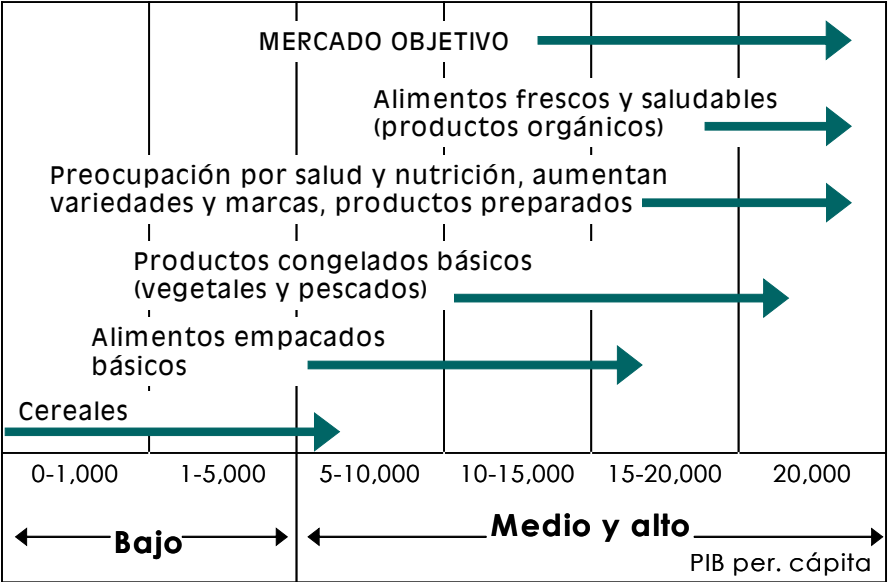 MERCADO OBJETIVO
Alimentos frescos y saludables
(productos orgánicos)
Preocupación por salud y nutrición, aumentan
variedades y marcas, productos preparados
Productos congelados básicos
(vegetales y pescados)
Alimentos empacados
básicos
Cereales
0-1,000 1-5,000 5-10,000 10-15,000 15-20,000 20,000
Bajo Medio y alto
PIB per. cápita